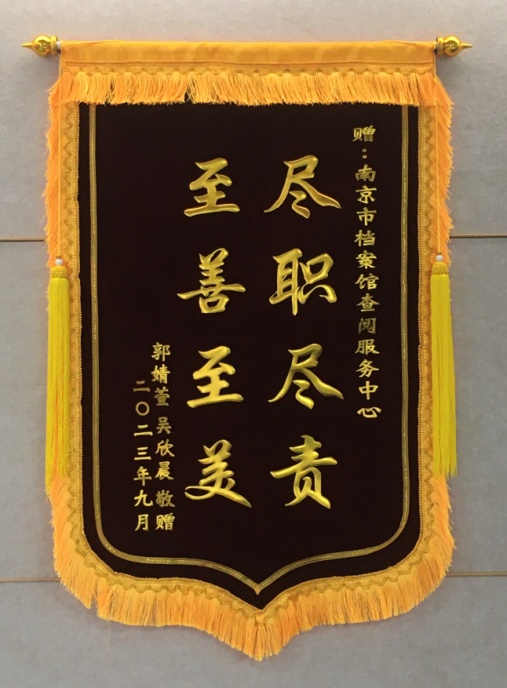 赠：南京市档案馆查阅服务中心
尽职尽责
至善至美
郭婧萱 吴欣晨 敬赠
二〇二三年九月